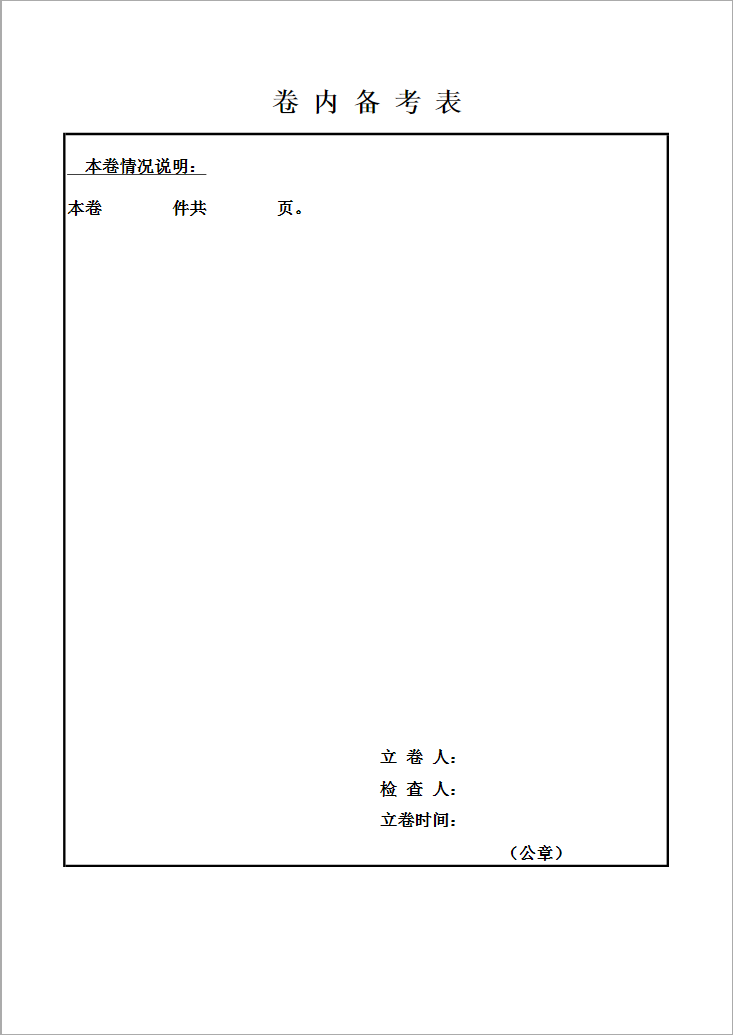 卷 内 备 考 表
本卷情况说明：
本卷 件共 页。
立 卷 人：
检 查 人：
立卷时间：
（公章）